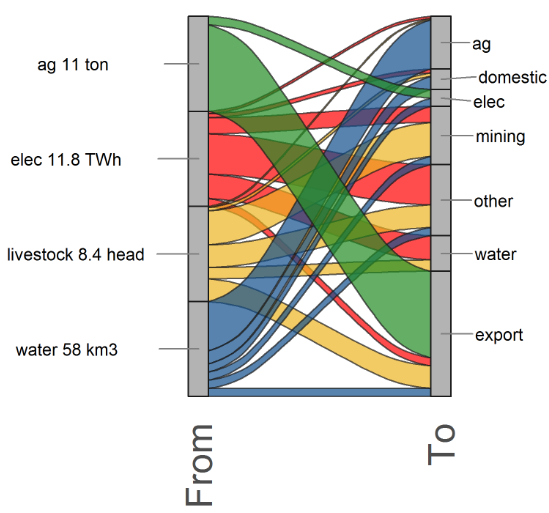 ag 11 ton
elec 11.8 TWh
livestock 8.4 head
water 58 km3
ag
domestic
elec
mining
other
water
export
From
To